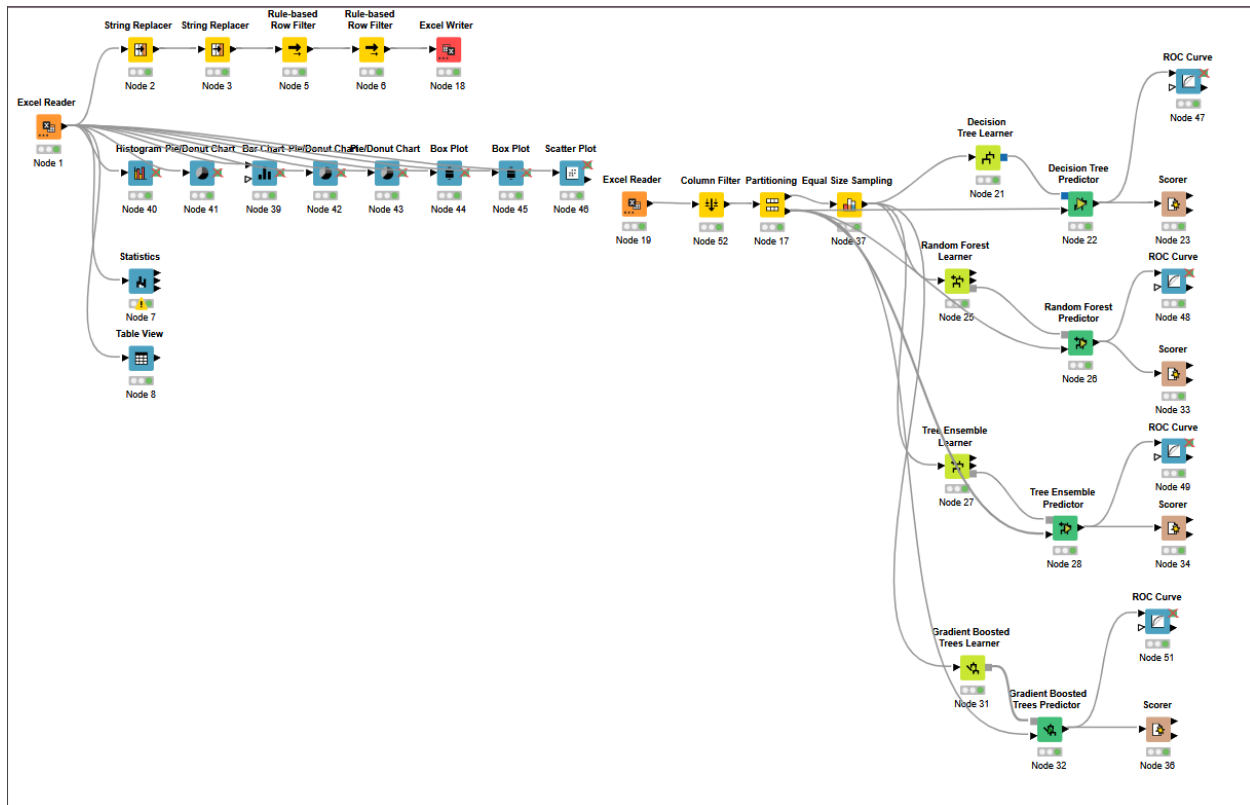 String Replacer
Node 2
String Replacer
Node 3
Rule-based
Row Filter
Node 5
Rule-based
Row Filter
Node 6
Excel Writer
Node 18
Excel Reader
Node 1
Histogram
Node 40
Pie/Donut Chart
Node 41
Bar Chart
Node 39
Pie/Donut Chart
Node 42
Pie/Donut Chart
Node 43
Box Plot
Node 44
Box Plot
Node 45
Scatter Plot
Node 46
Statistics
Node 7
Table View
Node 8
Excel Reader
Node 19
Column Filter
Node 52
Partitioning
Node 17
Equal Size Sampling
Node 37
Decision
Tree Learner
Node 21
Decision Tree
Predictor
Node 22
ROC Curve
Node 47
Scorer
Node 23
Random Forest
Learner
Node 25
Random Forest
Predictor
Node 26
ROC Curve
Node 48
Scorer
Node 33
Tree Ensemble
Learner
Node 27
Tree Ensemble
Predictor
Node 28
ROC Curve
Node 49
Scorer
Node 34
Gradient Boosted
Trees Learner
Node 31
Gradient Boosted
Trees Predictor
Node 32
ROC Curve
Node 51
Scorer
Node 36